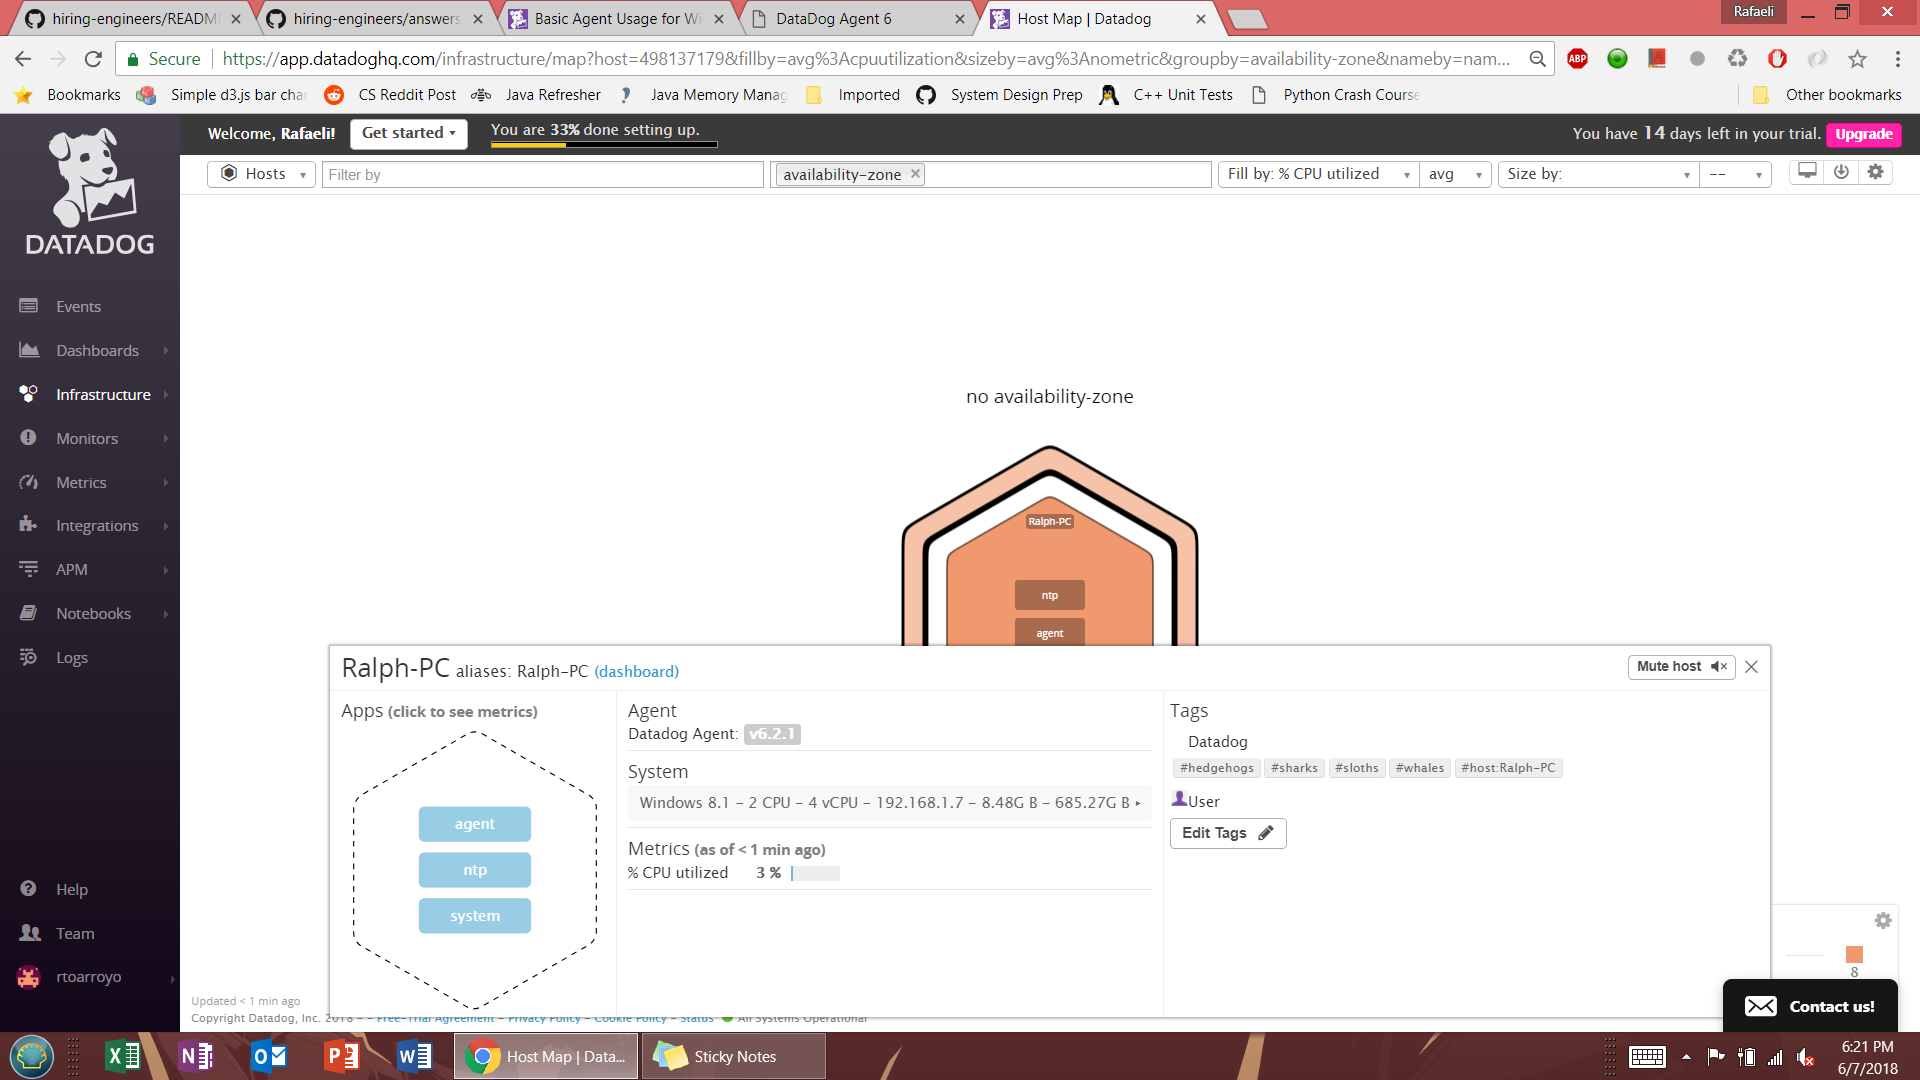 hiring-engineers/READM
hiring-engineers/answers
Basic Agent Usage for Wi
DataDog Agent 6
Host Map | Datadog
Rafaeli
Secure
https://app.datadoghq.com/infrastructure/map?host=498137179&fillby=avg%3Acpuutilization&sizeby=avg%3Anometric&groupby=availability-zone&nameby=nam...
ABP
Bookmarks
Simple d3.js bar char
CS Reddit Post
Java Refresher
Java Memory Manag
Imported
System Design Prep
C++ Unit Tests
Python Crash Course
Other bookmarks
DATADOG
Welcome, Rafaeli!
Get started
You are 33% done setting up.
You have 14 days left in your trial.
Upgrade
Hosts
Filter by
availability-zone
Fill by: % CPU utilized
avg
Size by:
--
Events
Dashboards
Infrastructure
Monitors
Metrics
Integrations
APM
Notebooks
Logs
Help
Team
rtoarroyo
no availability-zone
Ralph-PC
ntp
agent
Ralph-PC aliases: Ralph-PC (dashboard)
Mute host
Apps (click to see metrics)
agent
ntp
system
Agent
Datadog Agent: v6.2.1
System
Windows 8.1 - 2 CPU - 4 vCPU - 192.168.1.7 - 8.48G B - 685.27G B
Metrics (as of < 1 min ago)
% CPU utilized 3 %
Tags
Datadog
#hedgehogs #sharks #sloths #whales #host:Ralph-PC
User
Edit Tags
8
Contact us!
Updated < 1 min ago
Copyright Datadog, Inc. 2018 - - Free-Trial Agreement - Privacy Policy - Cookie Policy - Status All Systems Operational
Host Map | Data...
Sticky Notes
6:21 PM
6/7/2018